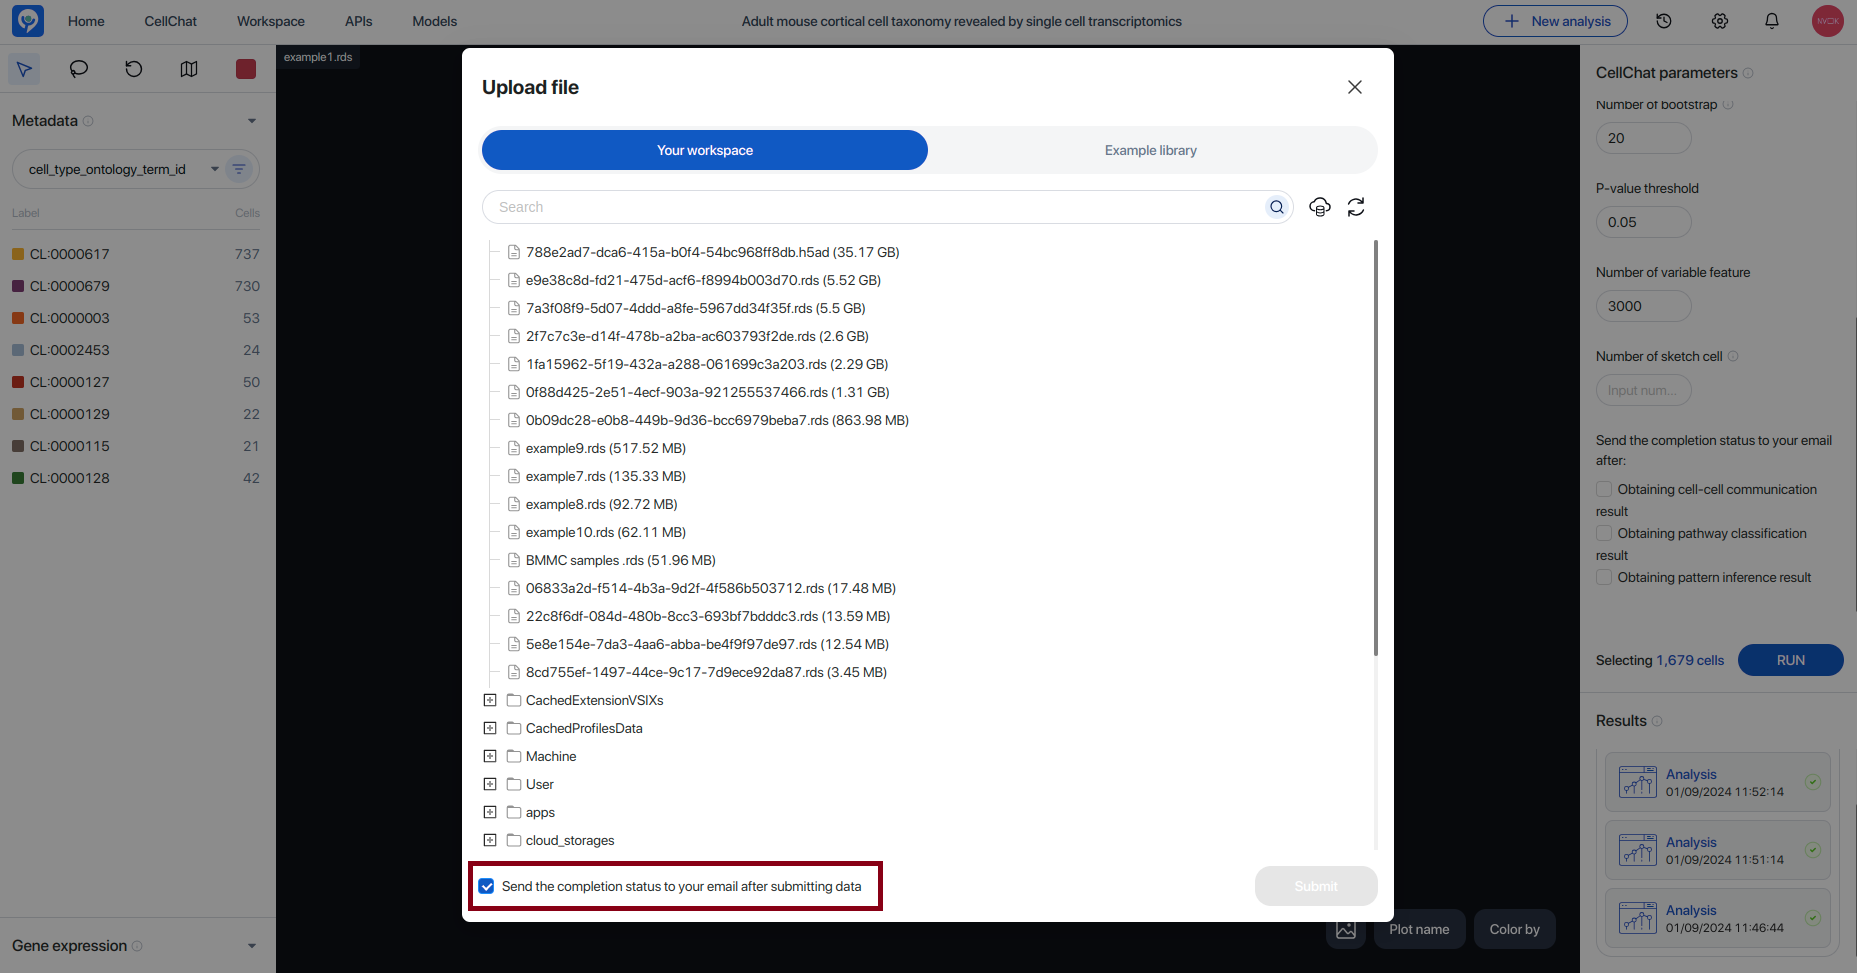 Home
CellChat
Workspace
APIs
Models
Adult mouse cortical cell taxonomy revealed by single cell transcriptomics
New analysis
example1.rds
Metadata
cell_type_ontology_term_id
Label Cells
CL:0000617 737
CL:0000679 730
CL:0000003 53
CL:0002453 24
CL:0000127 50
CL:0000129 22
CL:0000115 21
CL:0000128 42
Gene expression
Upload file
Your workspace
Example library
Search
788e2ad7-dca6-415a-b0f4-54bc968ff8db.h5ad (35.17 GB)
e9e38c8d-fd21-475d-acf6-f8994b003d70.rds (5.52 GB)
7a3f08f9-5d07-4ddd-a8fe-5967dd34f35f.rds (5.5 GB)
2f7c7c3e-d14f-478b-a2ba-ac603793f2de.rds (2.6 GB)
1fa15962-5f19-432a-a288-061699c3a203.rds (2.29 GB)
0f88d425-2e51-4ecf-903a-921255537466.rds (1.31 GB)
0b09dc28-e0b8-449b-9d36-bcc6979beba7.rds (863.98 MB)
example9.rds (517.52 MB)
example7.rds (135.33 MB)
example8.rds (92.72 MB)
example10.rds (62.11 MB)
BMMC samples .rds (51.96 MB)
06833a2d-f514-4b3a-9d2f-4f586b503712.rds (17.48 MB)
22c8f6df-084d-480b-8cc3-693bf7bdddc3.rds (13.59 MB)
5e8e154e-7da3-4aa6-abba-be4f9f97de97.rds (12.54 MB)
8cd755ef-1497-44ce-9c17-7d9ece92da87.rds (3.45 MB)
CachedExtensionVSIXs
CachedProfilesData
Machine
User
apps
cloud_storages
Send the completion status to your email after submitting data
Submit
Plot name
Color by
CellChat parameters
Number of bootstrap
20
P-value threshold
0.05
Number of variable feature
3000
Number of sketch cell
Input num...
Send the completion status to your email
after:
Obtaining cell-cell communication
result
Obtaining pathway classification
result
Obtaining pattern inference result
Selecting 1,679 cells
RUN
Results
Analysis
01/09/2024 11:52:14
Analysis
01/09/2024 11:51:14
Analysis
01/09/2024 11:46:44